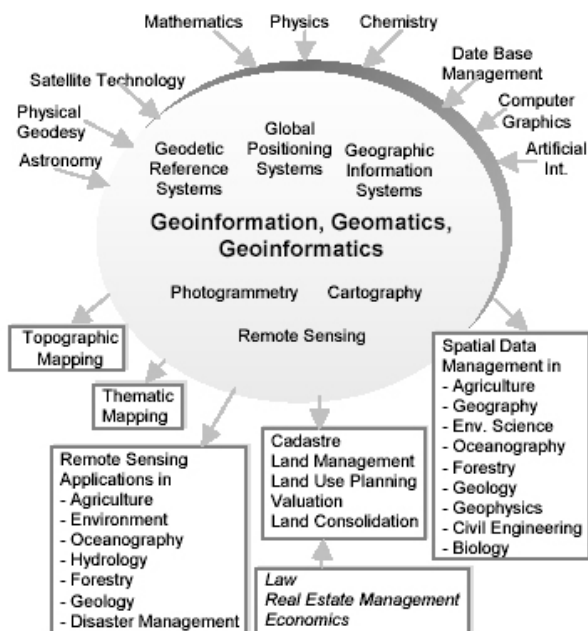 Mathematics
Physics
Chemistry
Satellite Technology
Date Base
Management
Physical
Geodesy
Computer
Graphics
Astronomy
Artificial
Int.
Geodetic
Reference
Systems
Global
Positioning
Systems
Geographic
Information
Systems
Geoinformation, Geomatics,
Geoinformatics
Photogrammetry
Cartography
Remote Sensing
Topographic
Mapping
Thematic
Mapping
Remote Sensing
Applications in
- Agriculture
- Environment
- Oceanography
- Hydrology
- Forestry
- Geology
- Disaster Management
Cadastre
Land Management
Land Use Planning
Valuation
Land Consolidation
Law
Real Estate Management
Economics
Spatial Data
Management in
- Agriculture
- Geography
- Env. Science
- Oceanography
- Forestry
- Geology
- Geophysics
- Civil Engineering
- Biology